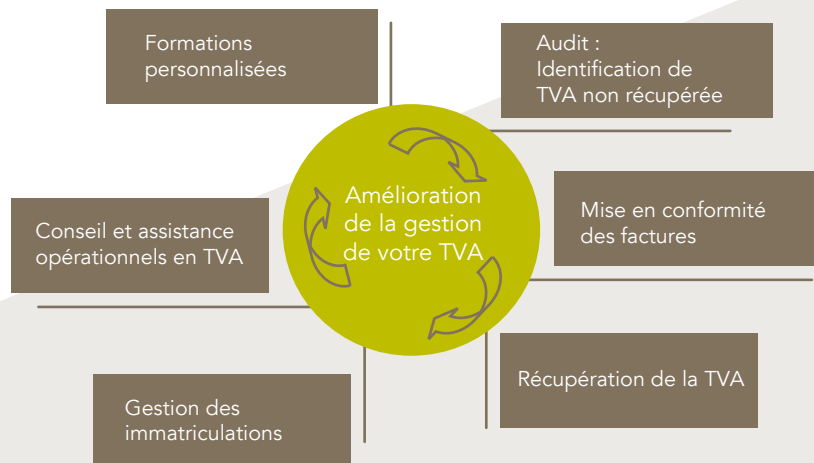 Formations
personnalisées
Audit :
Identification de
TVA non récupérée
Amélioration
de la gestion
de votre TVA
Mise en conformité
des factures
Conseil et assistance
opérationnels en TVA
Récupération de la TVA
Gestion des
immatriculations